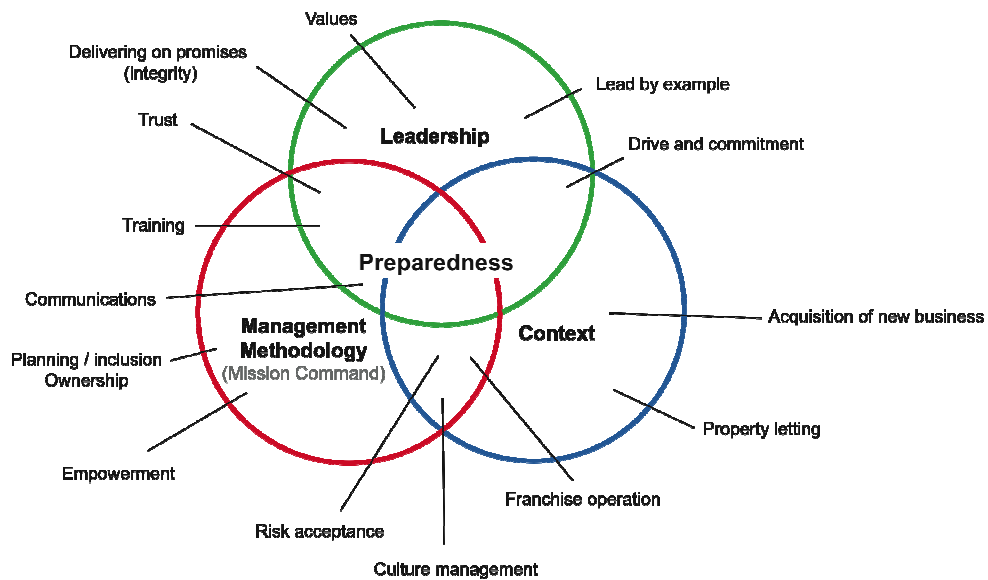 Values
Delivering on promises
(Integrity)
Lead by example
Trust
Leadership
Drive and commitment
Training
Preparedness
Communications
Management
Methodology
(Mission Command)
Context
Acquisition of new business
Planning / inclusion
Ownership
Property letting
Empowerment
Franchise operation
Risk acceptance
Culture management